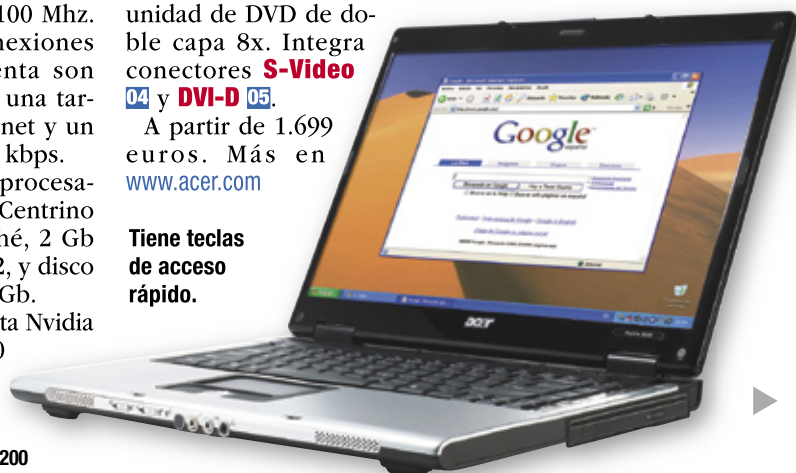 100 Mhz.
nexiones
enta son
una tar-
net y un
kbps.
procesa-
Centrino
hé, 2 Gb
2, y disco
Gb.
ta Nvidia
0
200
unidad de DVD de do-
ble capa 8x. Integra
conectores S-Video
04 y DVI-D 05.
A partir de 1.699
euros. Más en
www.acer.com
Tiene teclas
de acceso
rápido.
Google
español
acer